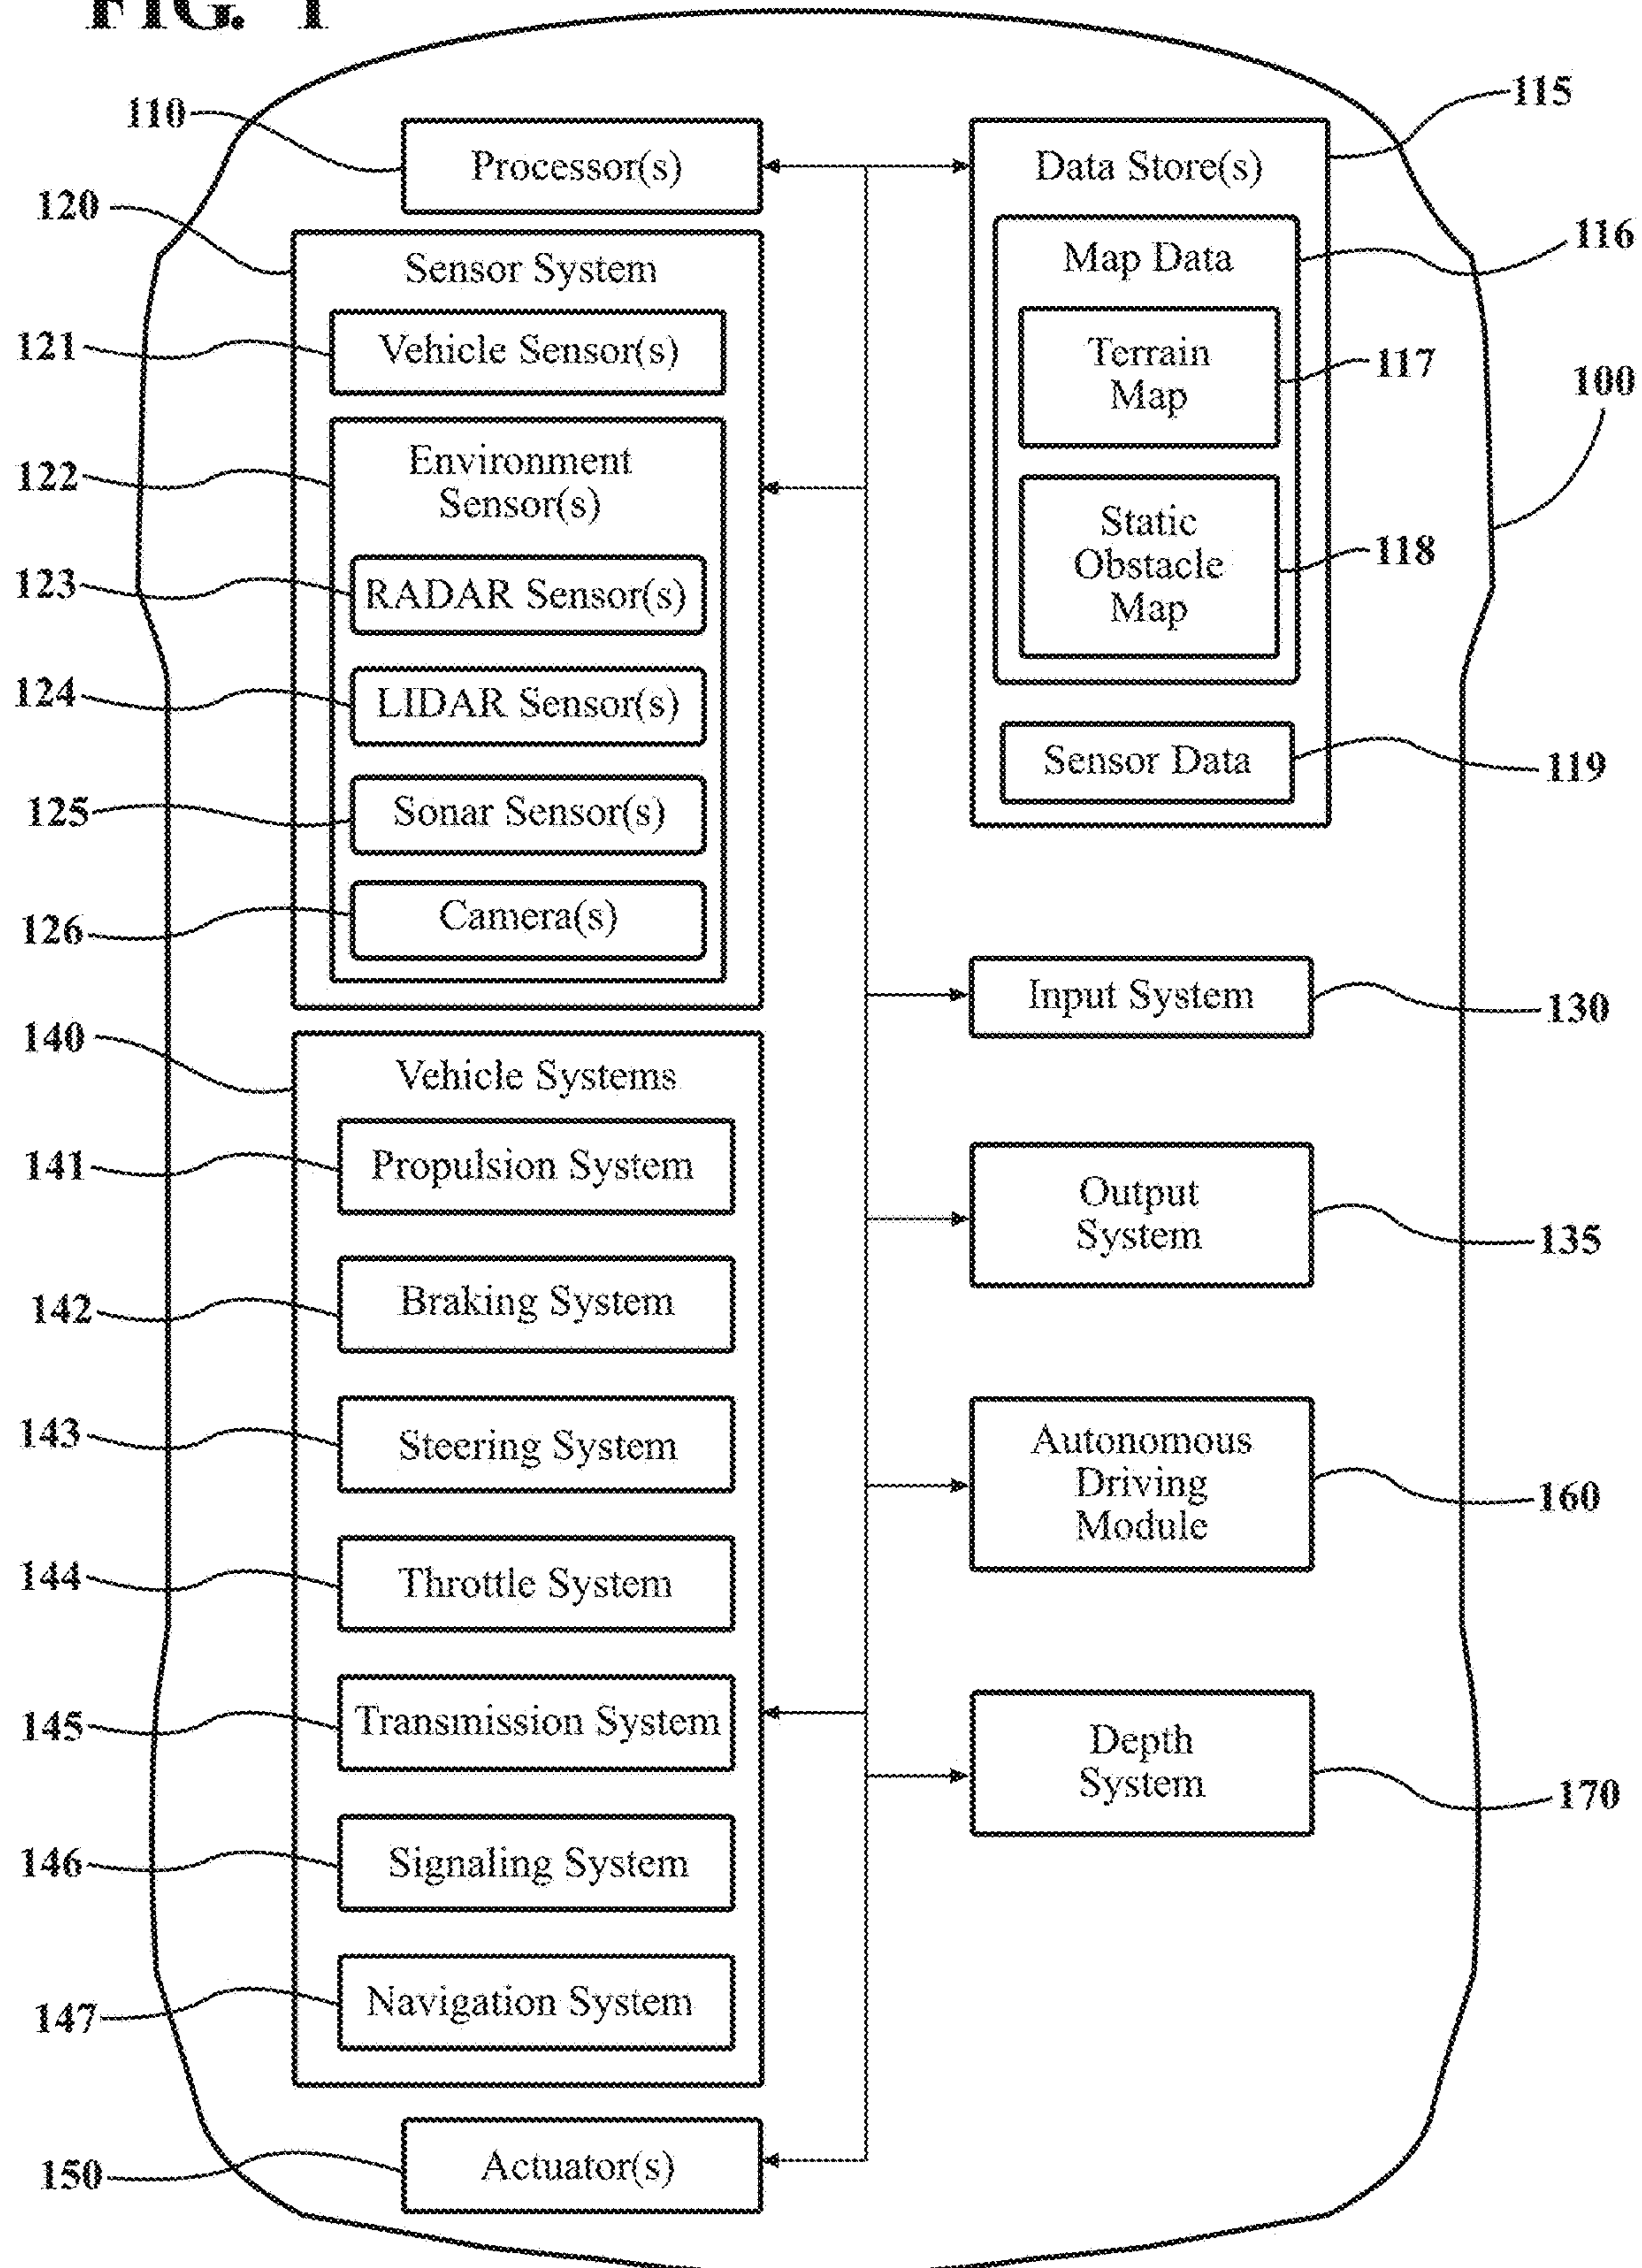 FIG. 1
110
Processor(s)
120
Sensor System
121
Vehicle Sensor(s)
122
Environment
Sensor(s)
123
RADAR Sensor(s)
124
LIDAR Sensor(s)
125
Sonar Sensor(s)
126
Camera(s)
140
Vehicle Systems
141
Propulsion System
142
Braking System
143
Steering System
144
Throttle System
145
Transmission System
146
Signaling System
147
Navigation System
150
Actuator(s)
115
Data Store(s)
116
Map Data
Terrain
Map
117
100
Static
Obstacle
Map
118
Sensor Data
119
Input System
130
Output
System
135
Autonomous
Driving
Module
160
Depth
System
170